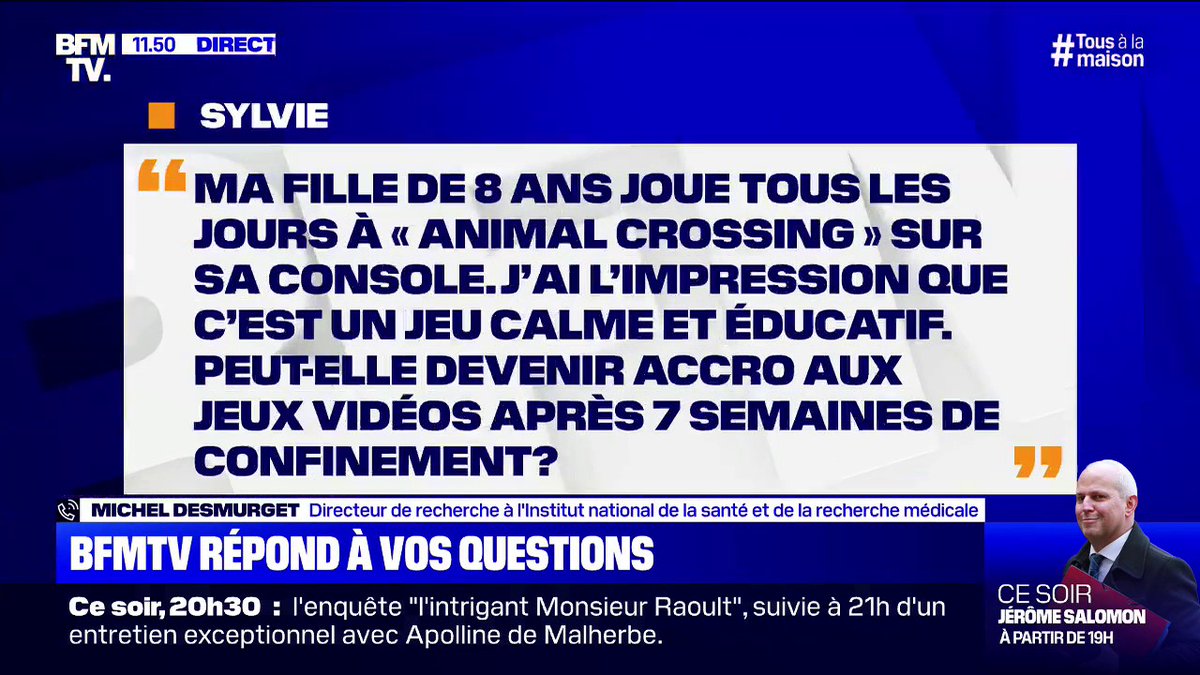 BFM
TV.
11.50 DIRECT
#Tous à la
maison
SYLVIE
“ MA FILLE DE 8 ANS JOUE TOUS LES
JOURS À « ANIMAL CROSSING » SUR
SA CONSOLE. J’AI L’IMPRESSION QUE
C’EST UN JEU CALME ET ÉDUCATIF.
PEUT-ELLE DEVENIR ACCRO AUX
JEUX VIDÉOS APRÈS 7 SEMAINES DE
CONFINEMENT? ”
MICHEL DESMURGET Directeur de recherche à l'Institut national de la santé et de la recherche médicale
BFMTV RÉPOND À VOS QUESTIONS
Ce soir, 20h30 : l'enquête "l'intrigant Monsieur Raoult", suivie à 21h d'un
entretien exceptionnel avec Apolline de Malherbe.
CE SOIR
JÉRÔME SALOMON
À PARTIR DE 19H